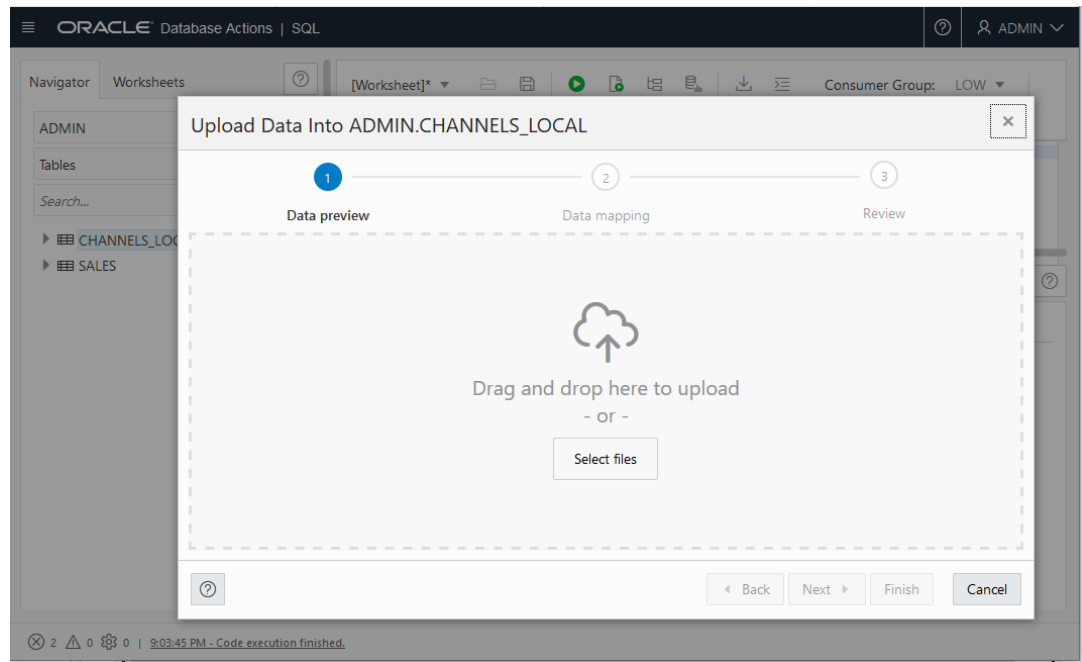 ORACLE Database Actions | SQL
ADMIN
Navigator Worksheets
[Worksheet]* Consumer Group: LOW
ADMIN
Tables
Search...
CHANNELS_LOC
SALES
Upload Data Into ADMIN.CHANNELS_LOCAL
1 2 3
Data preview Data mapping Review
Drag and drop here to upload
- or -
Select files
Back Next Finish Cancel
2 0 0 | 9:03:45 PM - Code execution finished.